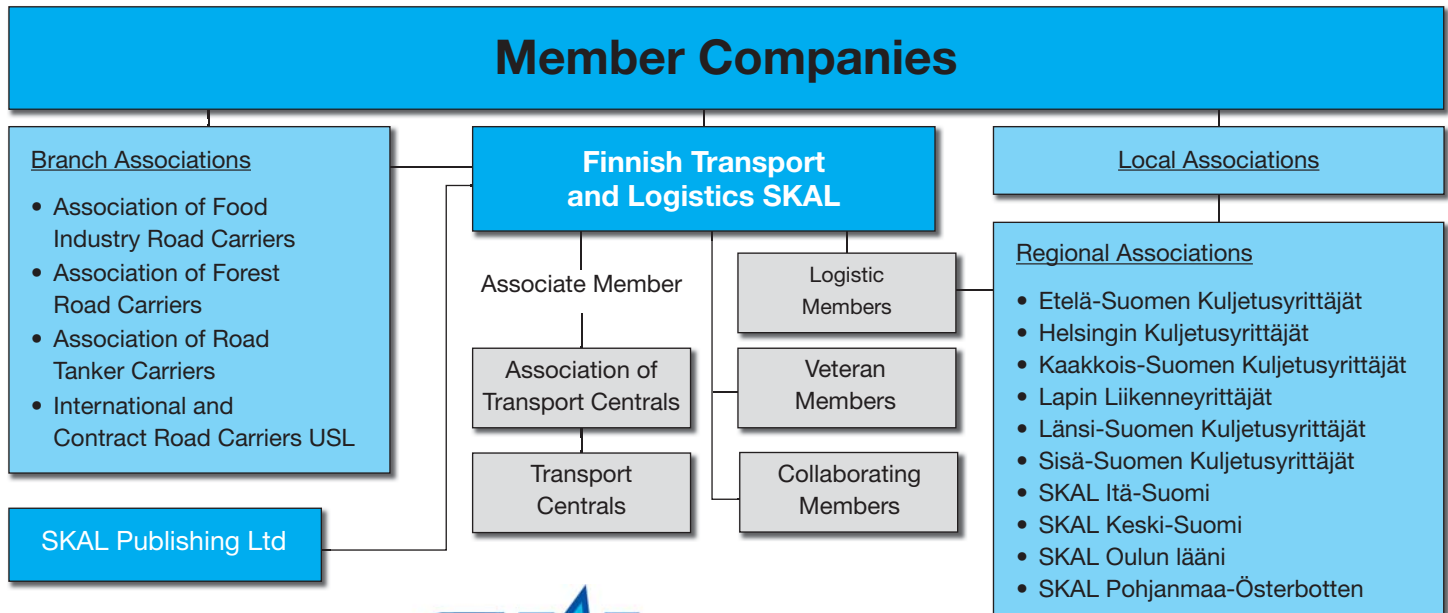 Member Companies
Branch Associations
• Association of Food
Industry Road Carriers
• Association of Forest
Road Carriers
• Association of Road
Tanker Carriers
• International and
Contract Road Carriers USL
SKAL Publishing Ltd
Finnish Transport
and Logistics SKAL
Associate Member
Association of
Transport Centrals
Transport
Centrals
Logistic
Members
Veteran
Members
Collaborating
Members
Local Associations
Regional Associations
• Etelä-Suomen Kuljetusyrittäjät
• Helsingin Kuljetusyrittäjät
• Kaakkois-Suomen Kuljetusyrittäjät
• Lapin Liikenneyrittäjät
• Länsi-Suomen Kuljetusyrittäjät
• Sisä-Suomen Kuljetusyrittäjät
• SKAL Itä-Suomi
• SKAL Keski-Suomi
• SKAL Oulun lääni
• SKAL Pohjanmaa-Österbotten